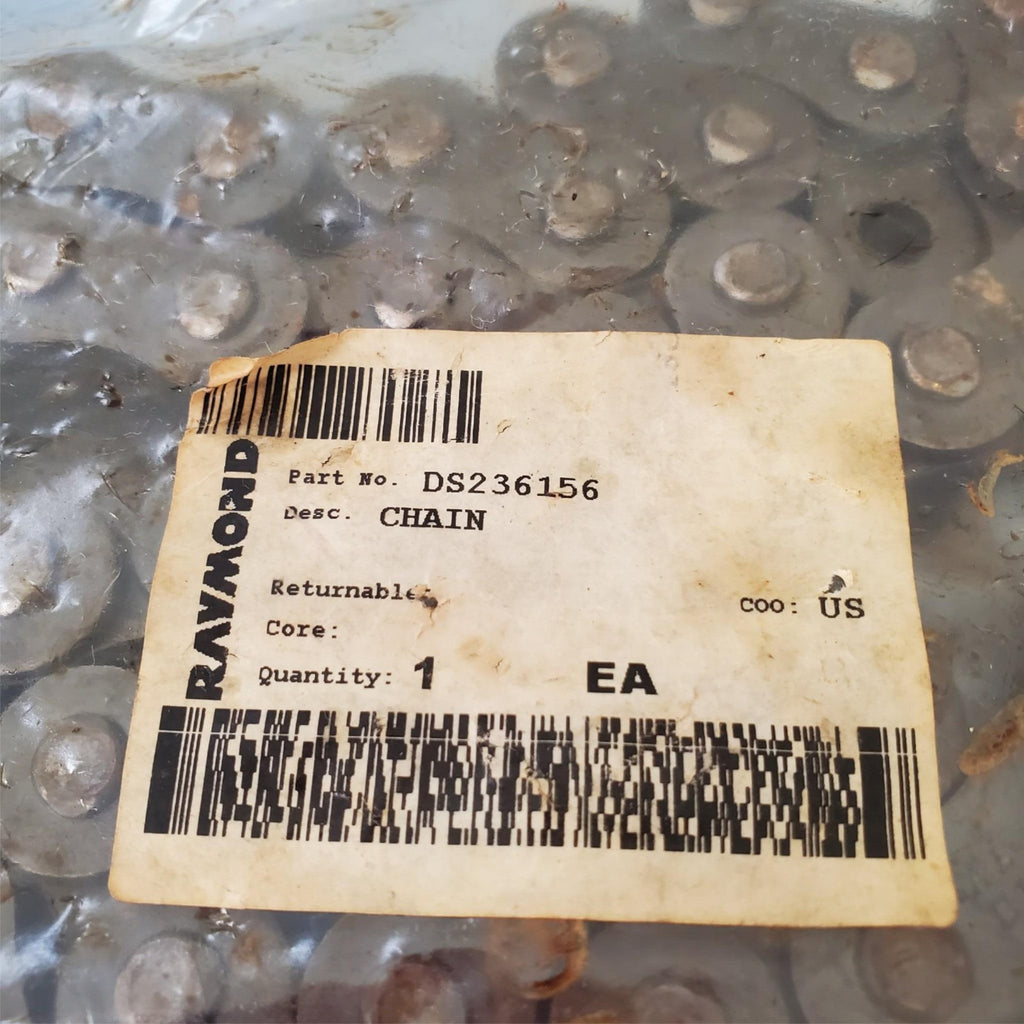 RAYMOND
Part No. DS236156
Desc. CHAIN
Returnable:
COO: US
Core:
Quantity: 1 EA